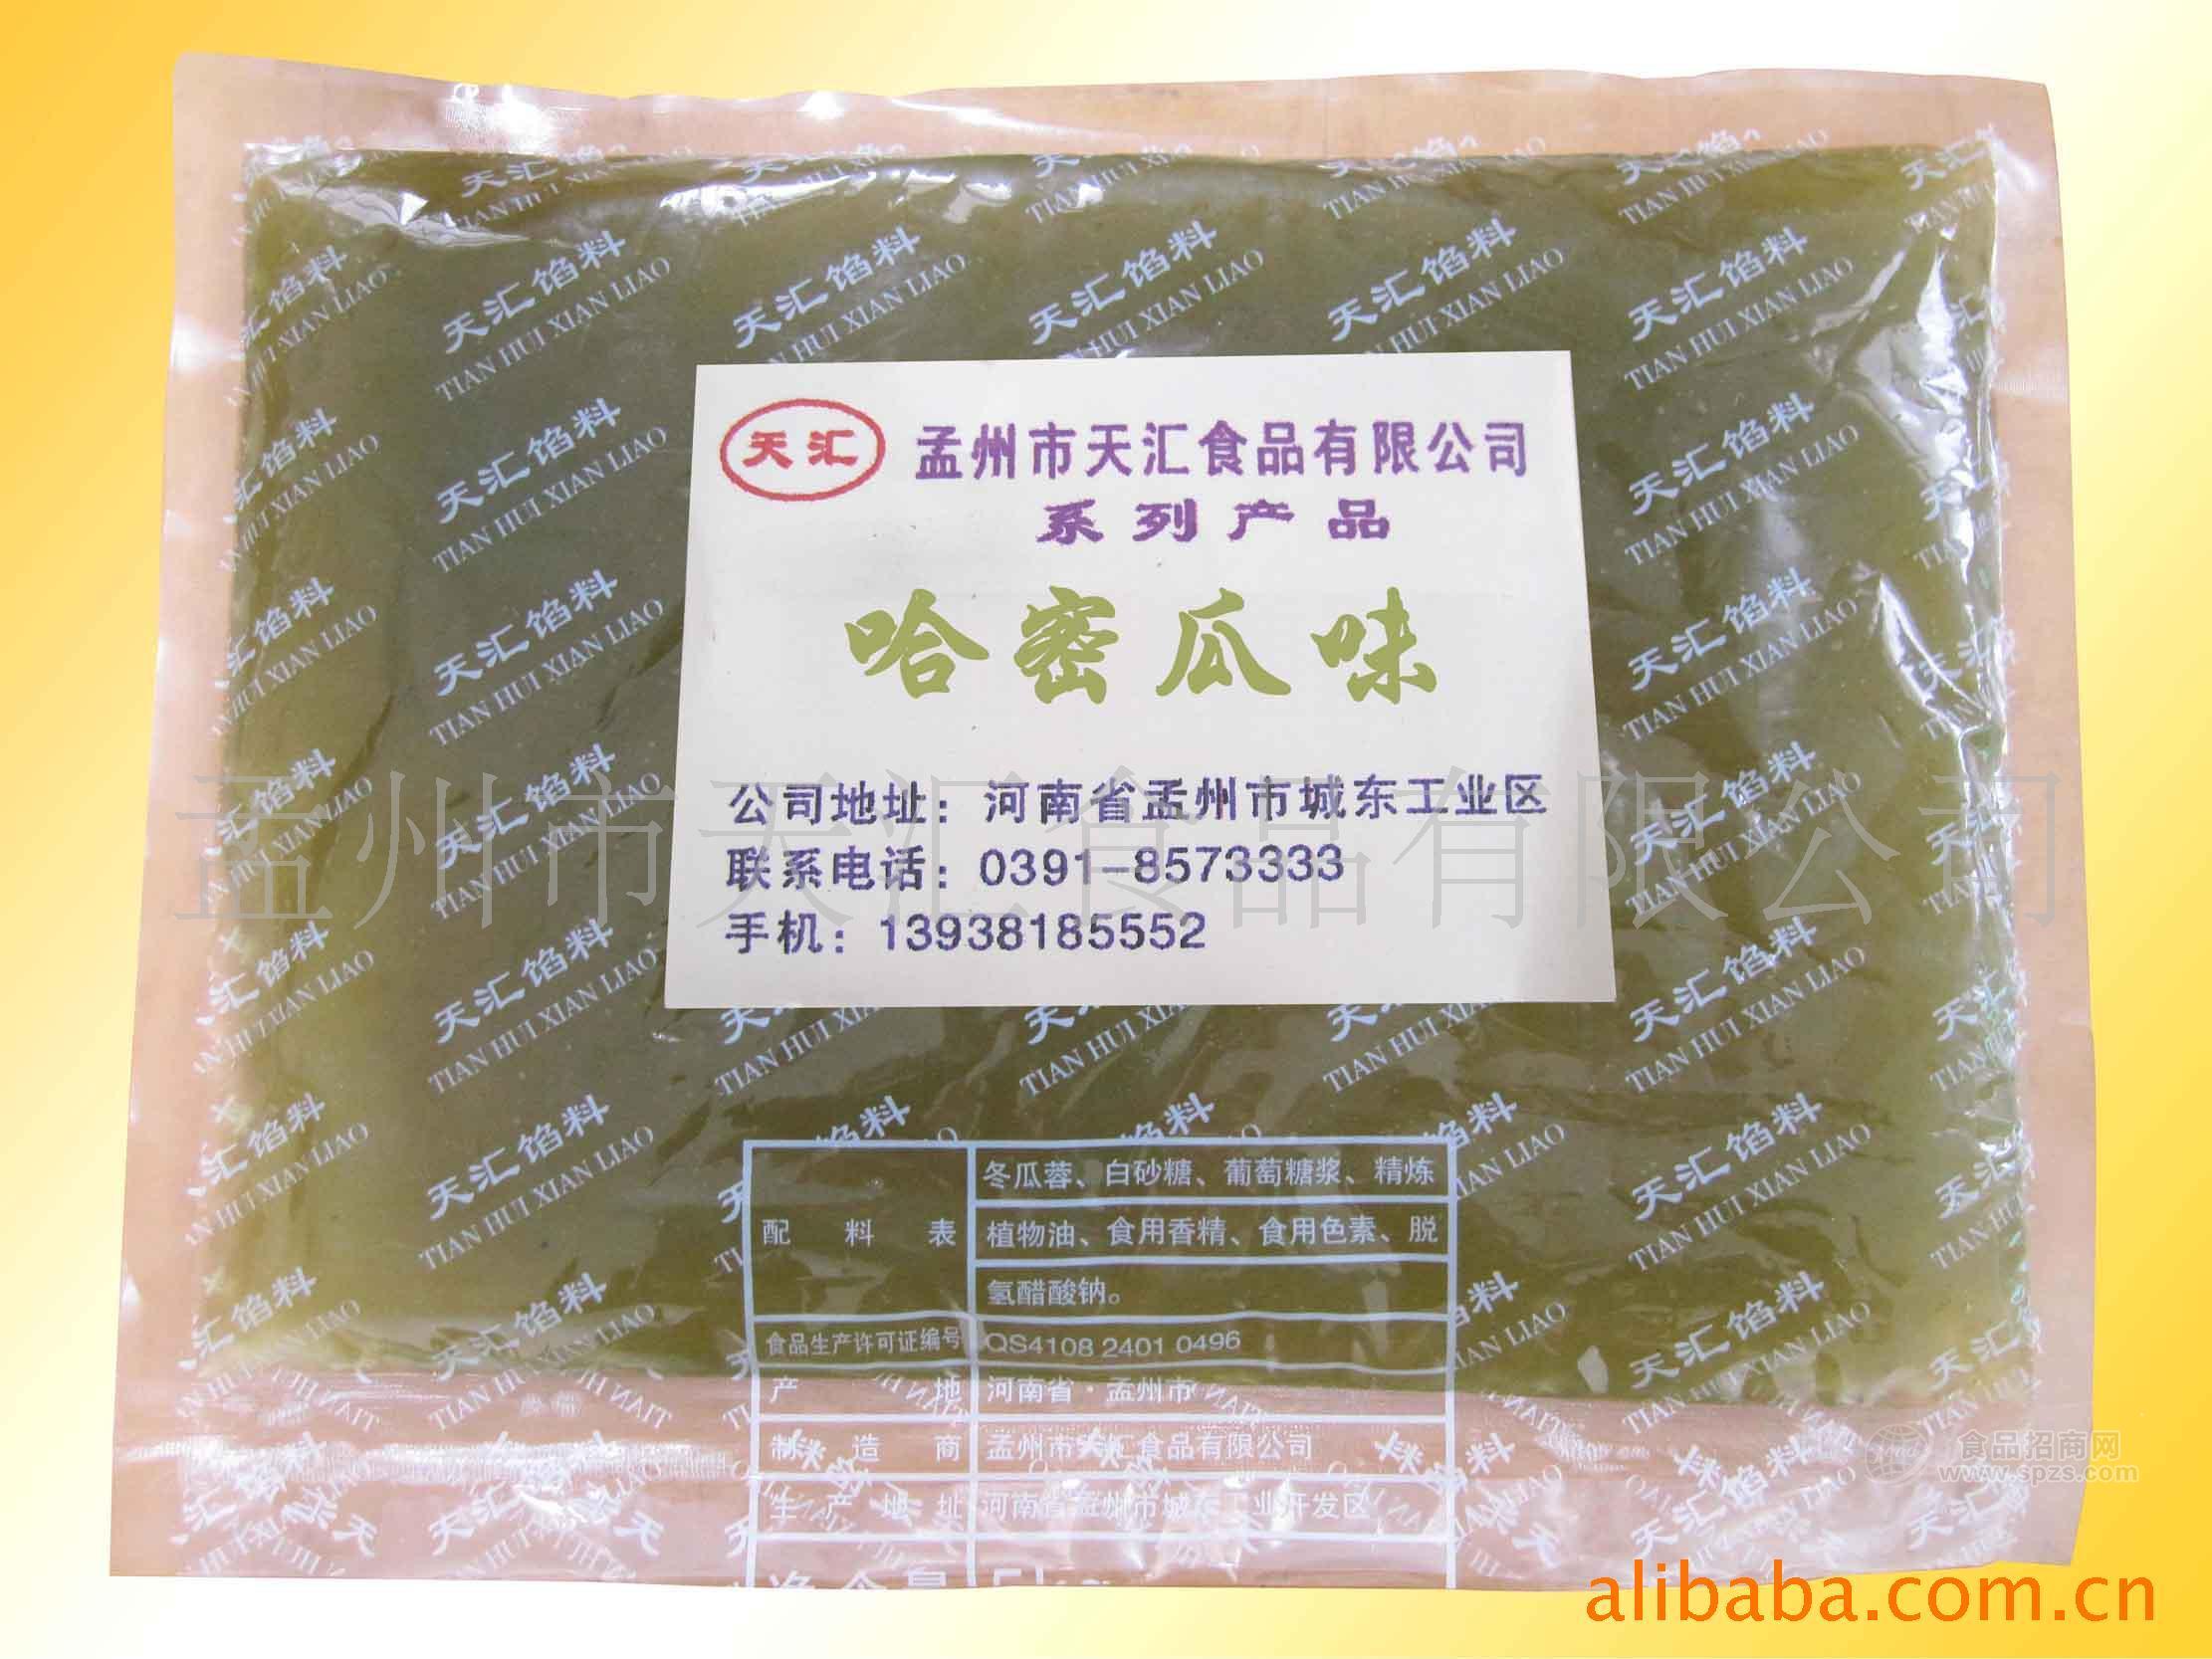 天汇馅料
TIAN HUI XIAN LIAO
天汇 孟州市天汇食品有限公司
系列产品
哈密瓜味
公司地址：河南省孟州市城东工业区
联系电话：0391-8573333
手机：13938185552
孟州市天汇食品有限公司
配料表 冬瓜蓉、白砂糖、葡萄糖浆、精炼
植物油、食用香精、食用色素、脱
氢醋酸钠。
食品生产许可证编号 QS4108 2401 0496
产地 河南省·孟州市
制造商 孟州市天汇食品有限公司
生产地址 河南省孟州市城东工业开发区
净含量
食品招商网
www.spzs.com
alibaba.com.cn